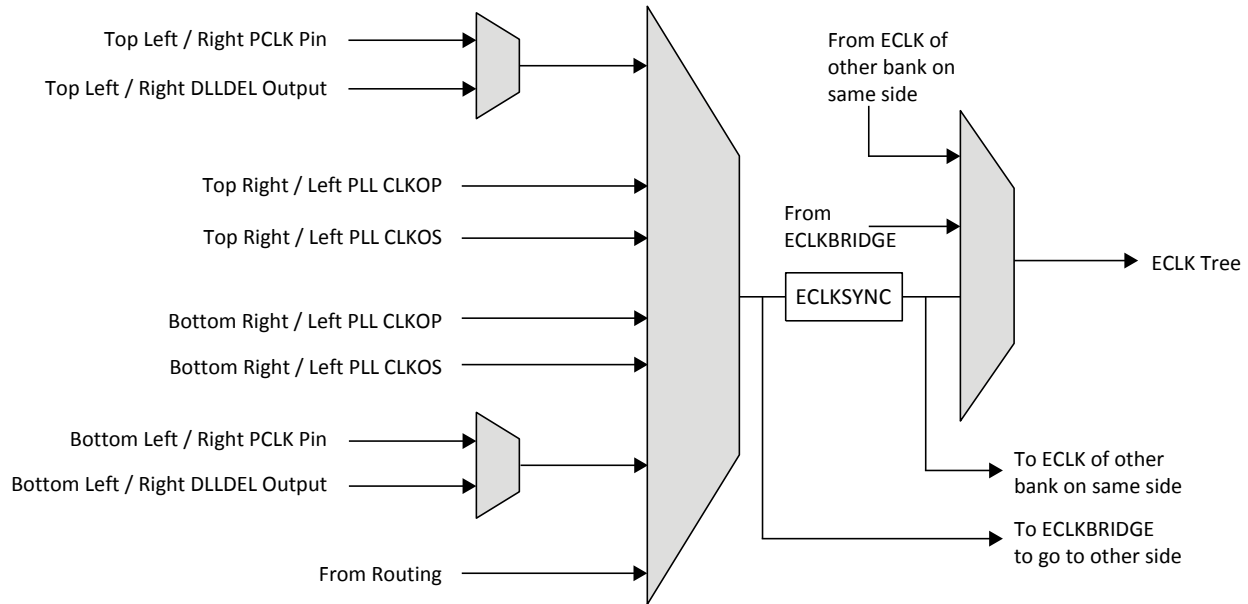 Top Left / Right PCLK Pin
Top Left / Right DLLDEL Output
Top Right / Left PLL CLKOP
Top Right / Left PLL CLKOS
Bottom Right / Left PLL CLKOP
Bottom Right / Left PLL CLKOS
Bottom Left / Right PCLK Pin
Bottom Left / Right DLLDEL Output
From Routing
From ECLK of
other bank on
same side
From
ECLKBRIDGE
ECLKSYNC
ECLK Tree
To ECLK of other
bank on same side
To ECLKBRIDGE
to go to other side